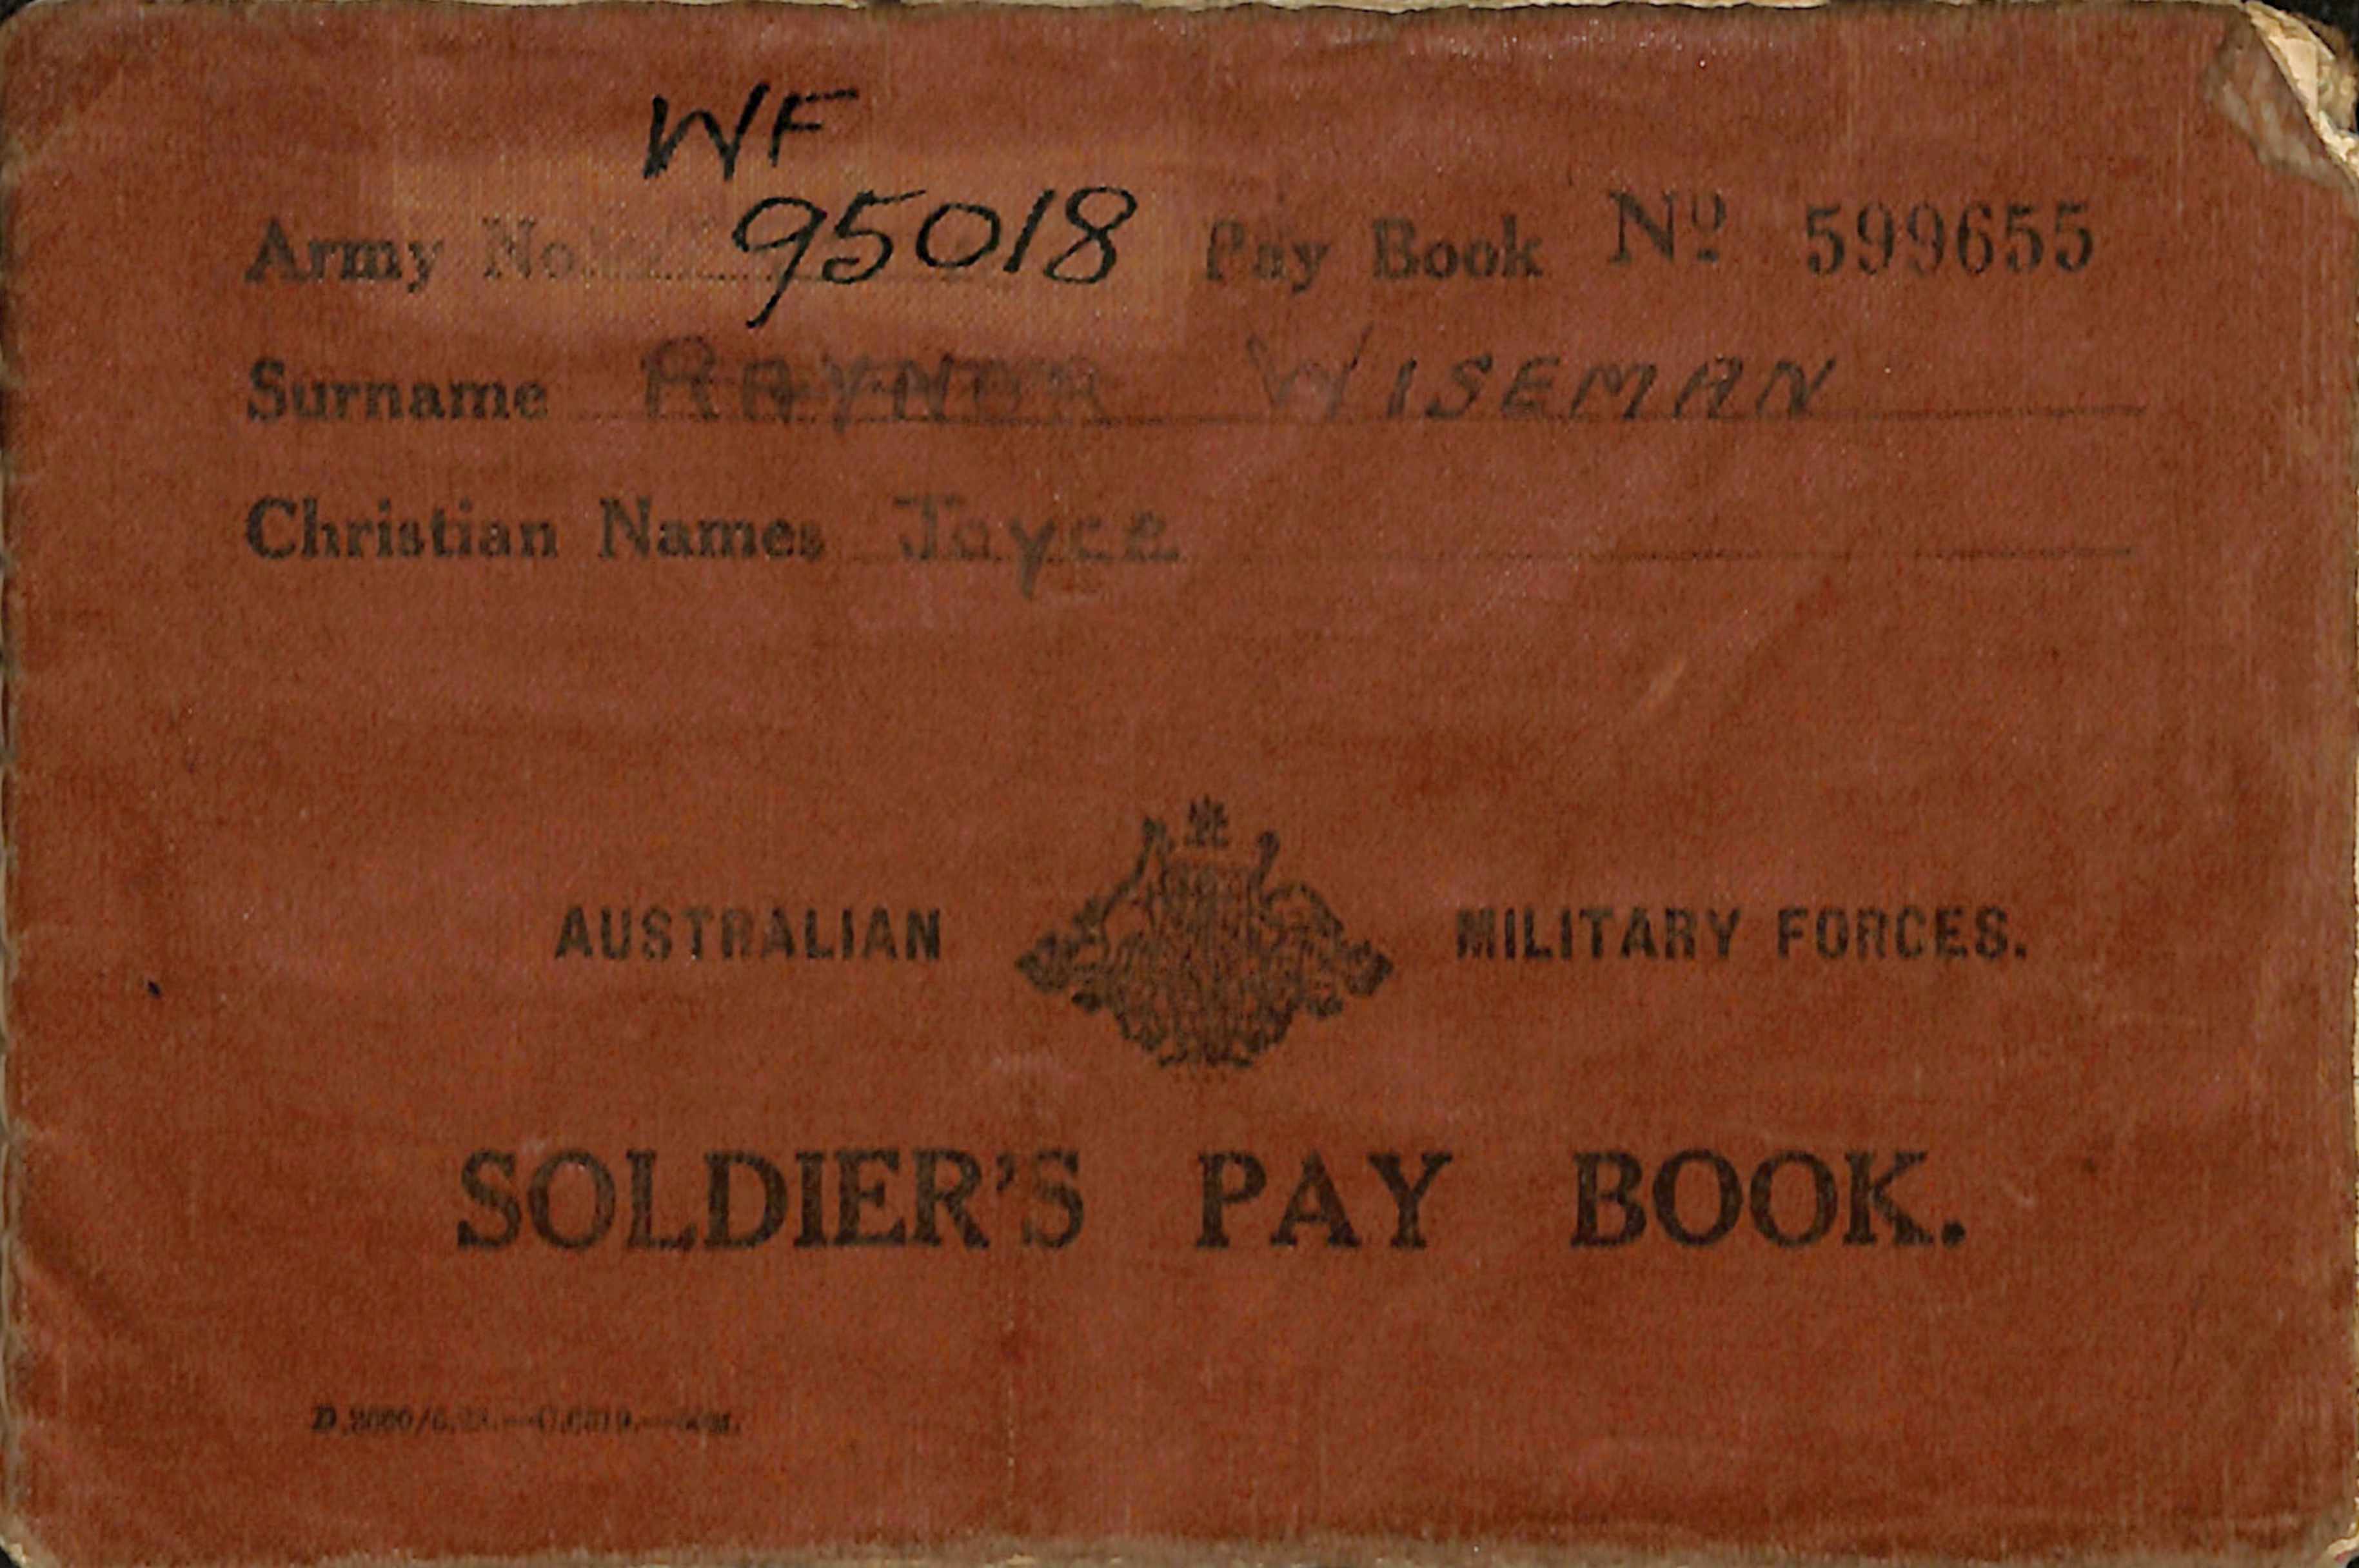 WF
Army No. 95018 Pay Book Nº 599655
Surname RAYNOR WISEMAN
Christian Names Joyce
AUSTRALIAN MILITARY FORCES.
SOLDIER'S PAY BOOK.